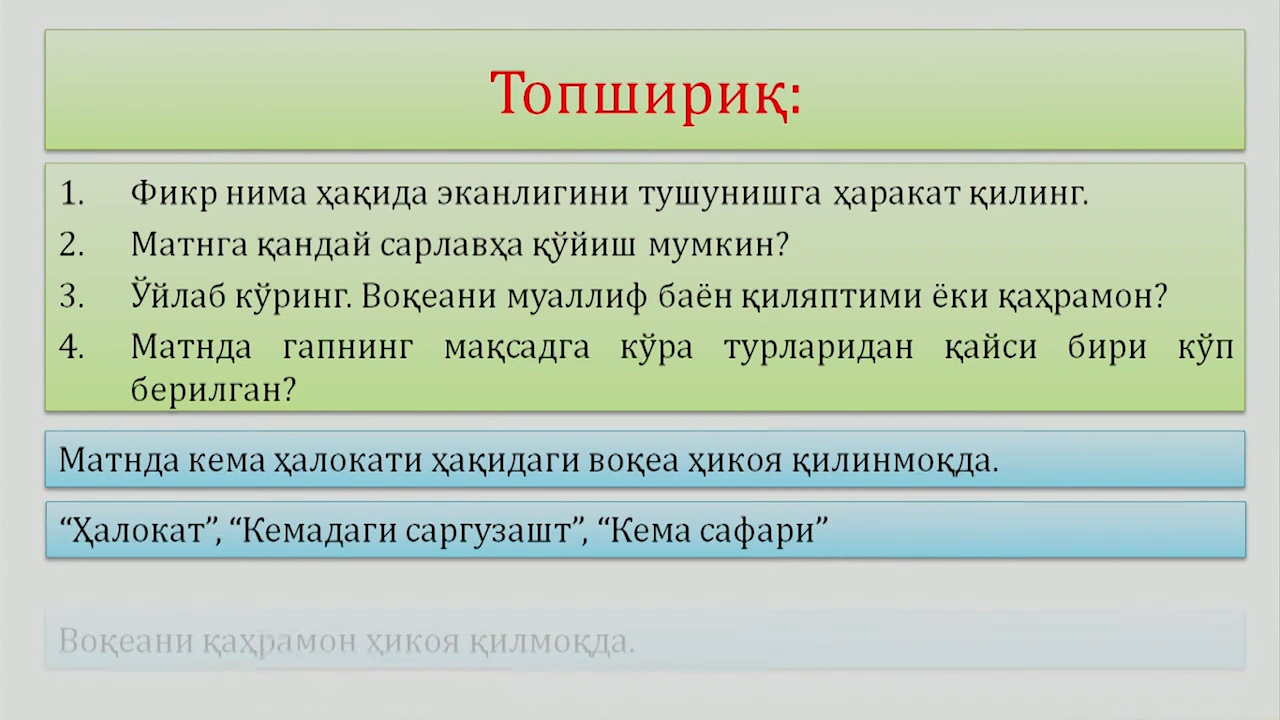 Топшириқ:
1. Фикр нима ҳақида эканлигини тушунишга ҳаракат қилинг.
2. Матнга қандай сарлавҳа қўйиш мумкин?
3. Ўйлаб кўринг. Воқеани муаллиф баён қиляптими ёки қаҳрамон?
4. Матнда гапнинг мақсадга кўра турларидан қайси бири кўп
берилган?
Матнда кема ҳалокати ҳақидаги воқеа ҳикоя қилинмоқда.
“Ҳалокат”, “Кемадаги саргузашт”, “Кема сафари”
Воқеани қаҳрамон ҳикоя қилмоқда.